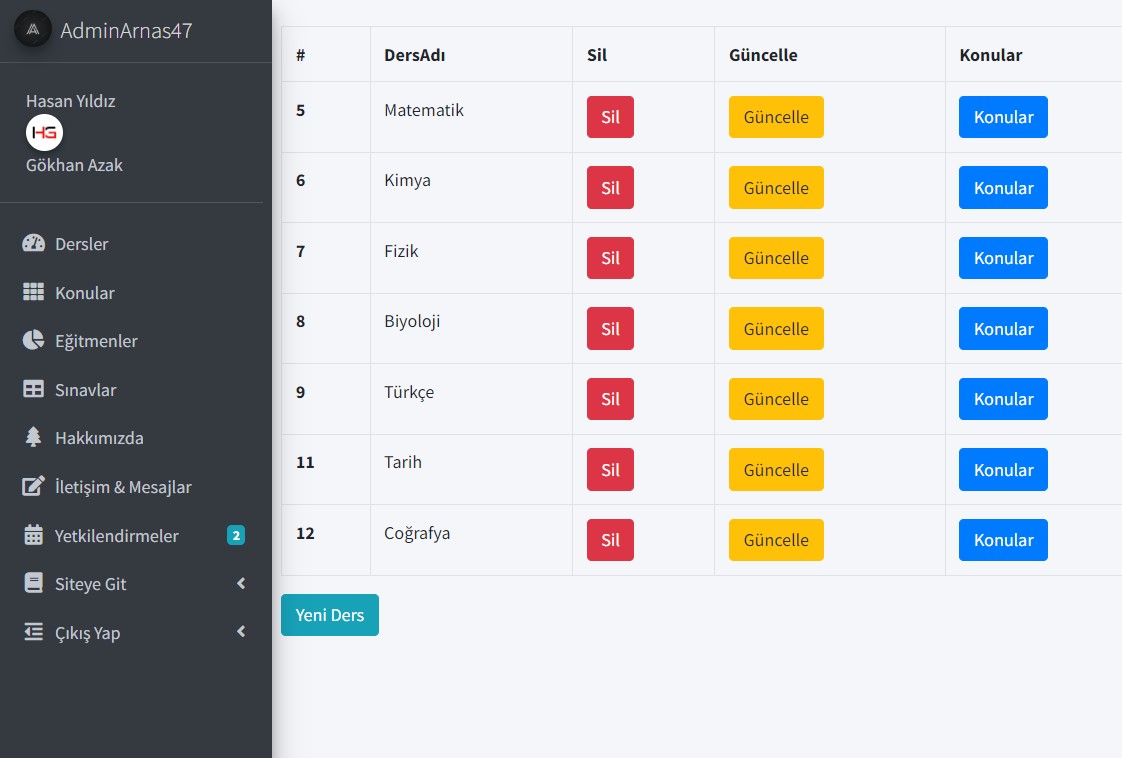 AdminArnas47
Hasan Yıldız
HG
Gökhan Azak
Dersler
Konular
Eğitmenler
Sınavlar
Hakkımızda
İletişim & Mesajlar
Yetkilendirmeler 2
Siteye Git
Çıkış Yap
# DersAdı Sil Güncelle Konular
5 Matematik Sil Güncelle Konular
6 Kimya Sil Güncelle Konular
7 Fizik Sil Güncelle Konular
8 Biyoloji Sil Güncelle Konular
9 Türkçe Sil Güncelle Konular
11 Tarih Sil Güncelle Konular
12 Coğrafya Sil Güncelle Konular
Yeni Ders